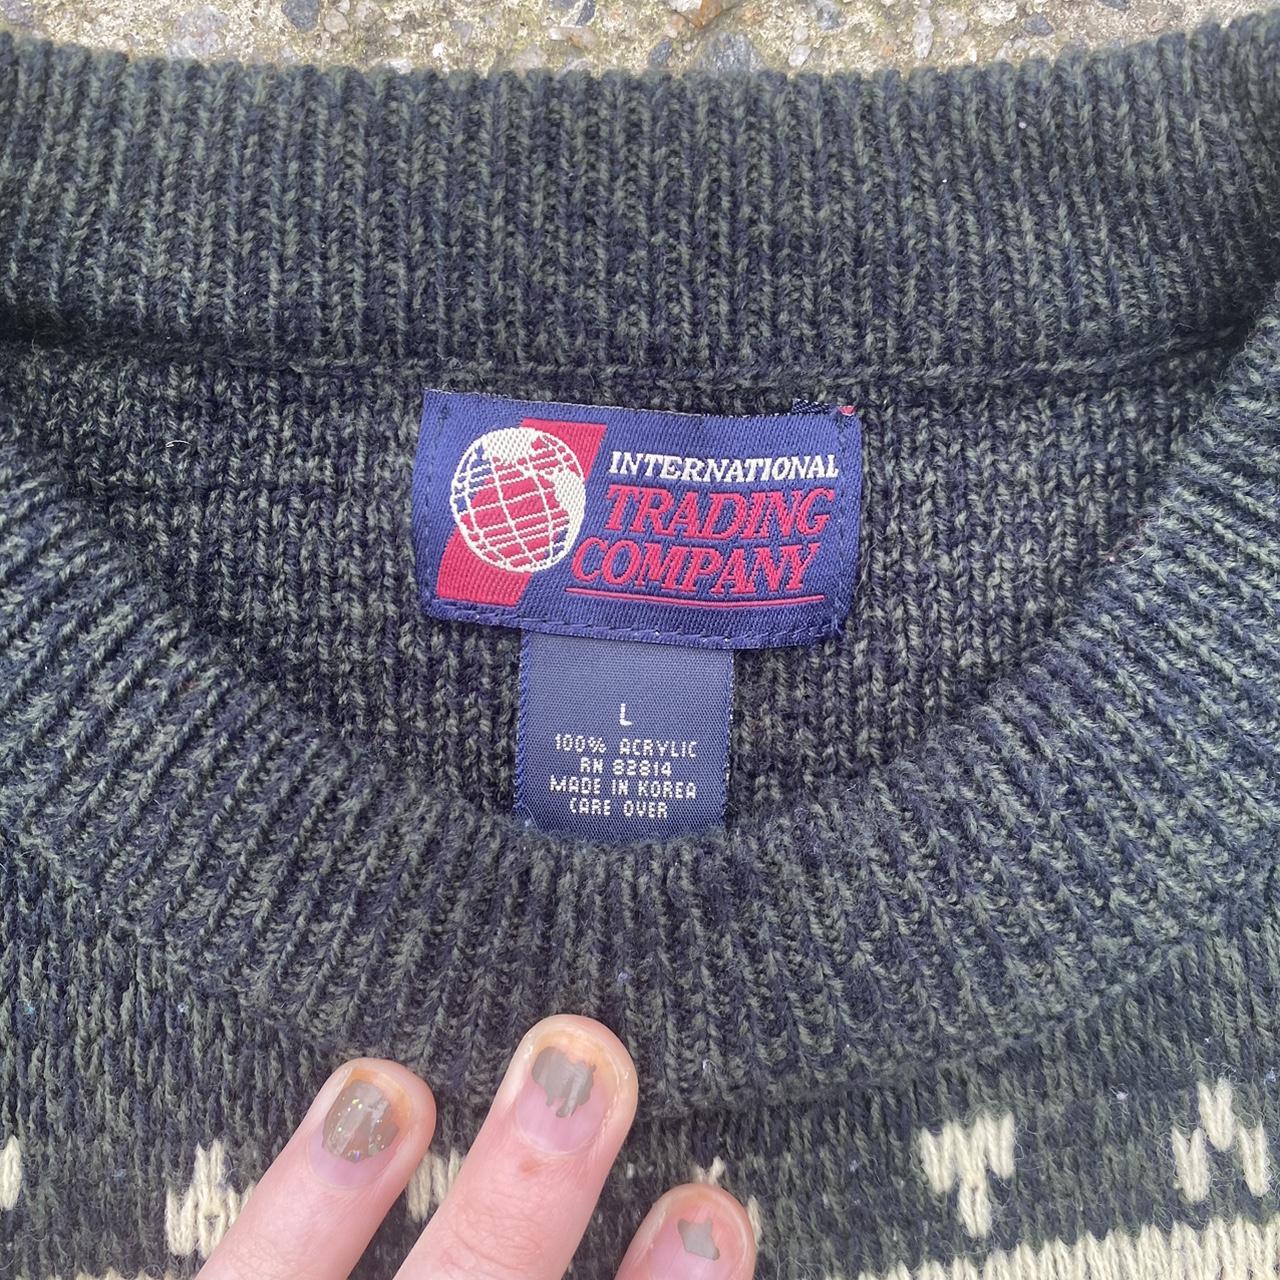 INTERNATIONAL
TRADING
COMPANY
L
100% ACRYLIC
RN 82814
MADE IN KOREA
CARE OVER